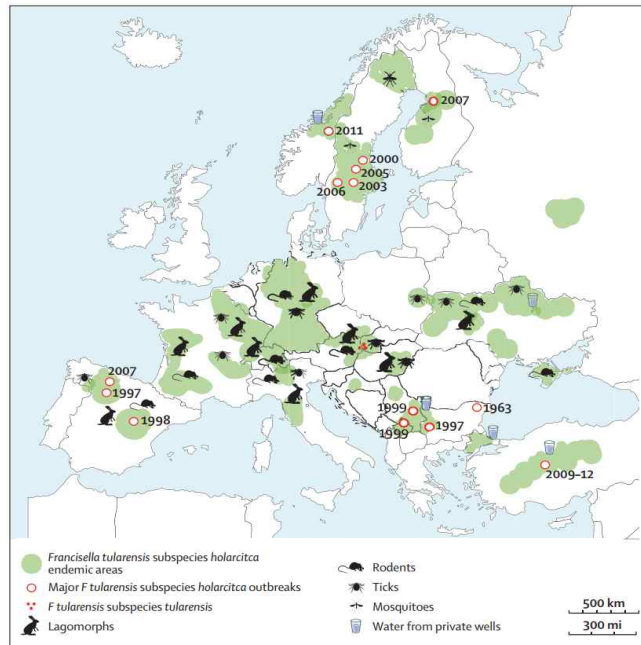 2007
2011
2000
2005
2006
2003
2007
1997
1998
1999
1963
1999
1997
2009–12
Francisella tularensis subspecies holarcitca
endemic areas
Major F tularensis subspecies holarcitca outbreaks
F tularensis subspecies tularensis
Lagomorphs
Rodents
Ticks
Mosquitoes
Water from private wells
500 km
300 mi